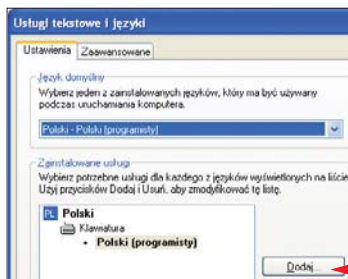 Usługi tekstowe i języki
Ustawienia Zaawansowane
Język domyślny
Wybierz jeden z zainstalowanych języków, który ma być używany
podczas uruchamiania komputera.
Polski - Polski (programisty)
Zainstalowane usługi
Wybierz potrzebne usługi dla każdego z języków wyświetlonych na liście
Użyj przycisków Dodaj i Usuń, aby zmodyfikować tę listę.
PL Polski
Klawiatura
• Polski (programisty)
Dodaj...